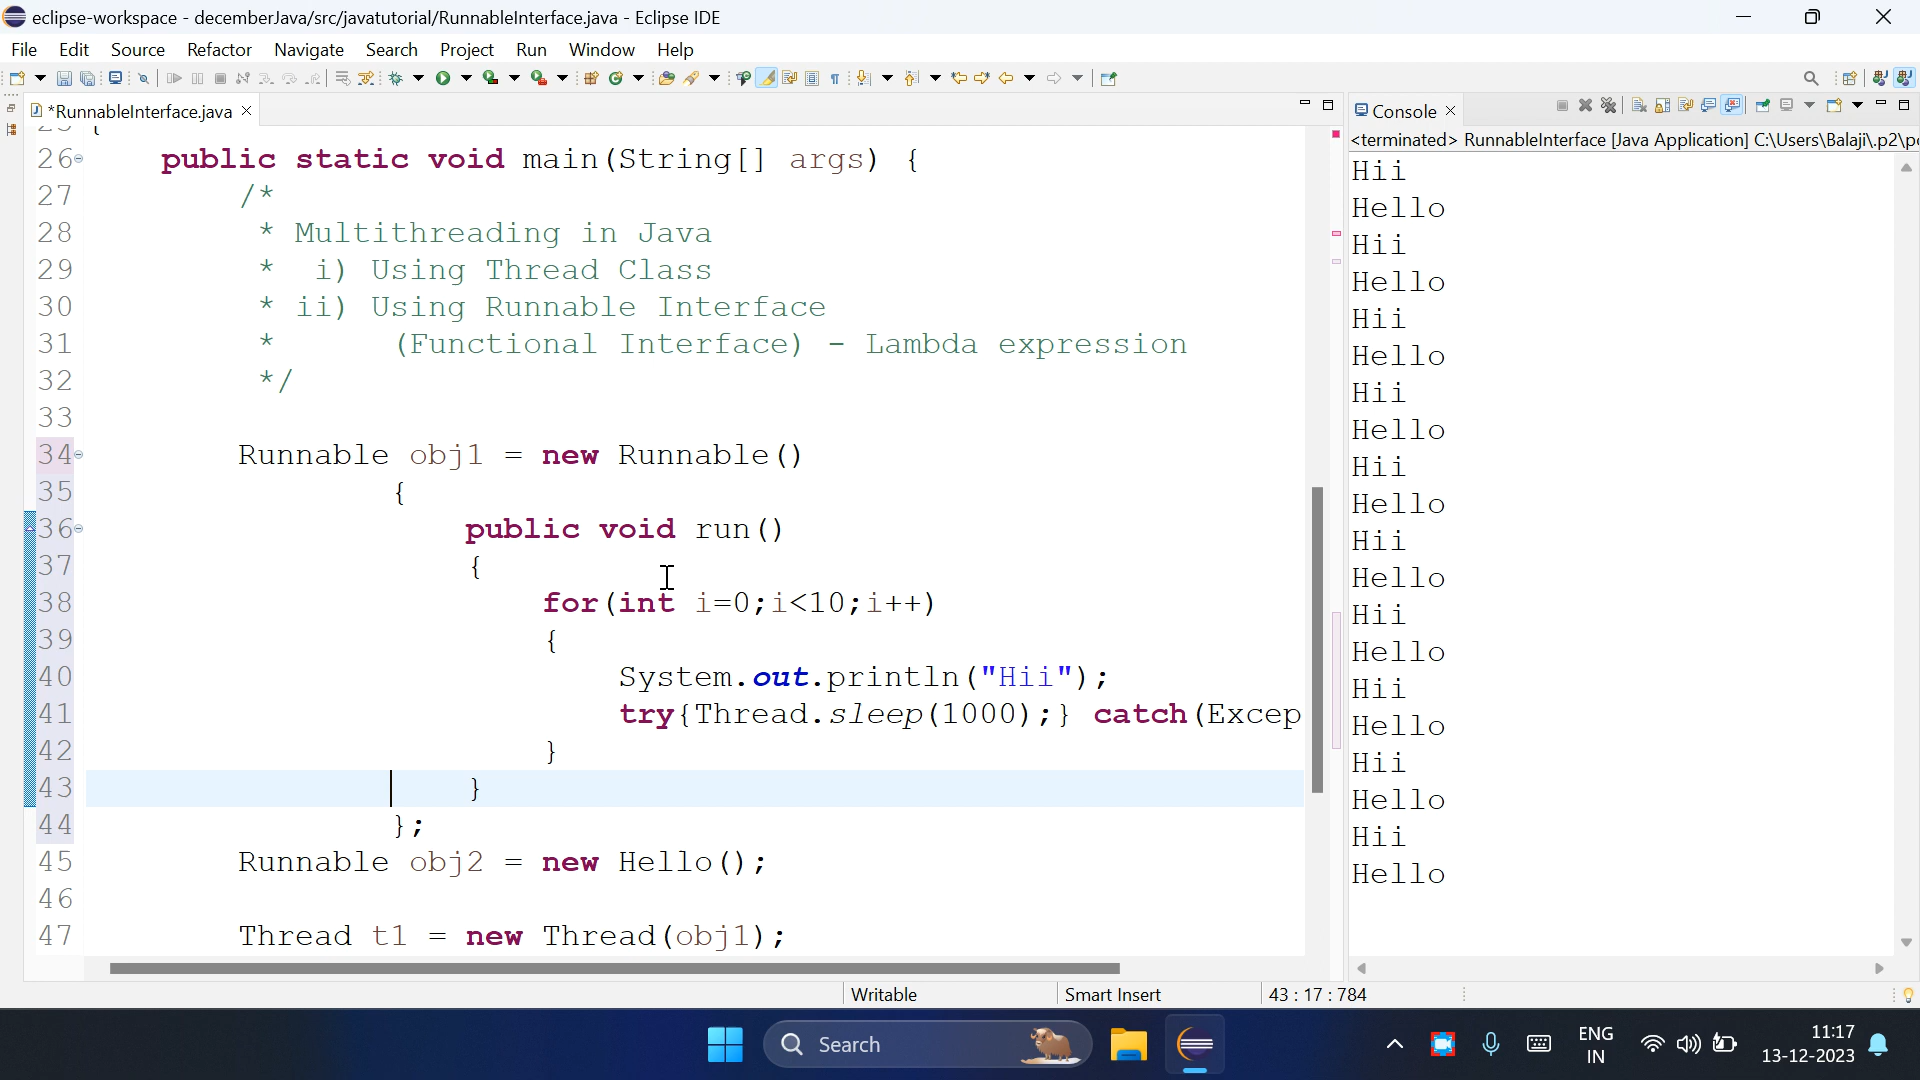 eclipse-workspace - decemberJava/src/javatutorial/RunnableInterface.java - Eclipse IDE
File Edit Source Refactor Navigate Search Project Run Window Help
*RunnableInterface.java
26 public static void main(String[] args) {
27 /*
28 * Multithreading in Java
29 * i) Using Thread Class
30 * ii) Using Runnable Interface
31 * (Functional Interface) - Lambda expression
32 */
33
34 Runnable obj1 = new Runnable()
35 {
36 public void run()
37 {
38 for(int i=0;i<10;i++)
39 {
40 System.out.println("Hii");
41 try{Thread.sleep(1000);} catch(Excep
42 }
43 }
44 };
45 Runnable obj2 = new Hello();
46
47 Thread t1 = new Thread(obj1);
Console
<terminated> RunnableInterface [Java Application] C:\Users\Balaji\.p2\p
Hii
Hello
Hii
Hello
Hii
Hello
Hii
Hello
Hii
Hello
Hii
Hello
Hii
Hello
Hii
Hello
Hii
Hello
Hii
Hello
Writable Smart Insert 43 : 17 : 784
Search
ENG
IN
11:17
13-12-2023